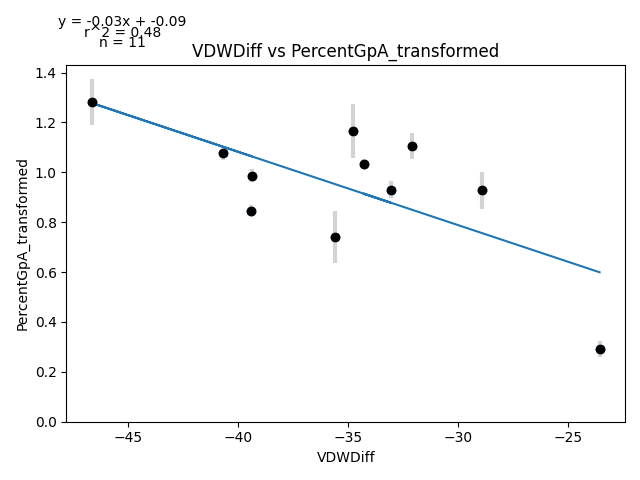 y = -0.03x + -0.09
r^2 = 0.48
n = 11
VDWDiff vs PercentGpA_transformed
PercentGpA_transformed
1.4
1.2
1.0
0.8
0.6
0.4
0.2
0.0
−45
−40
−35
−30
−25
VDWDiff